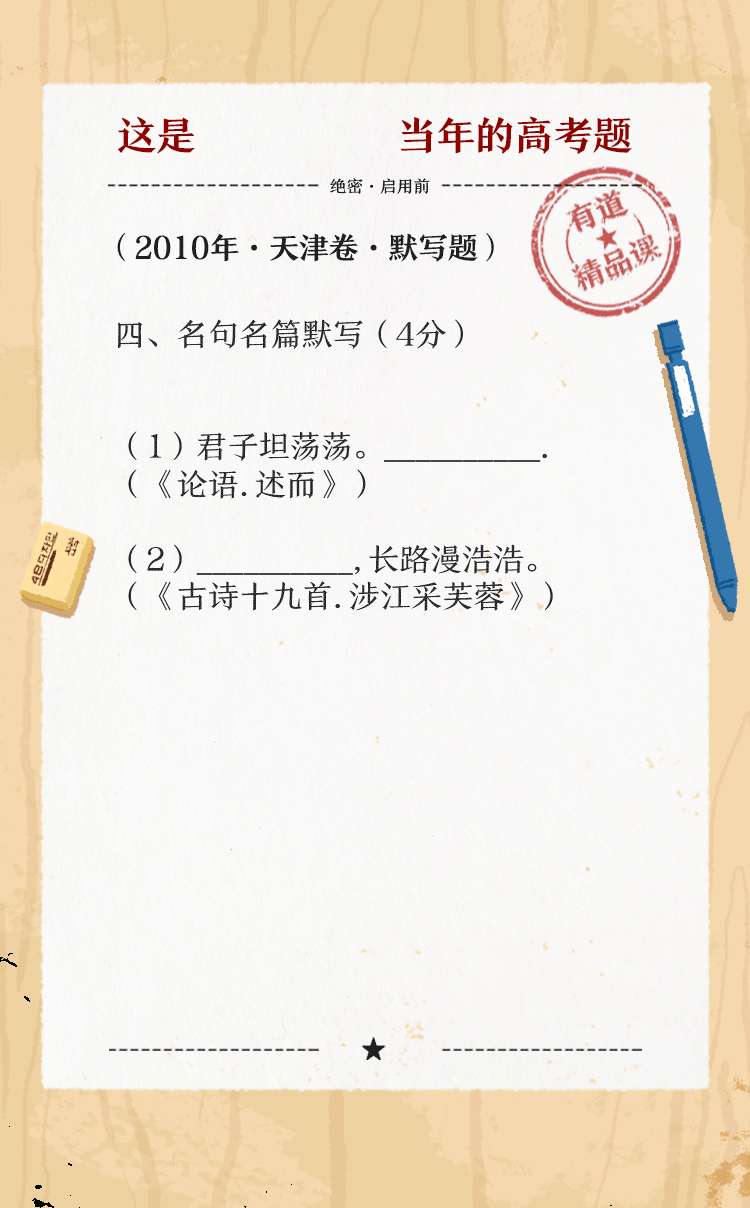 这是 当年的高考题
绝密·启用前
有道
精品课
（2010年·天津卷·默写题）
四、名句名篇默写（4分）
（1）君子坦荡荡。__________.
（《论语.述而》）
（2）__________,长路漫浩浩。
（《古诗十九首.涉江采芙蓉》）